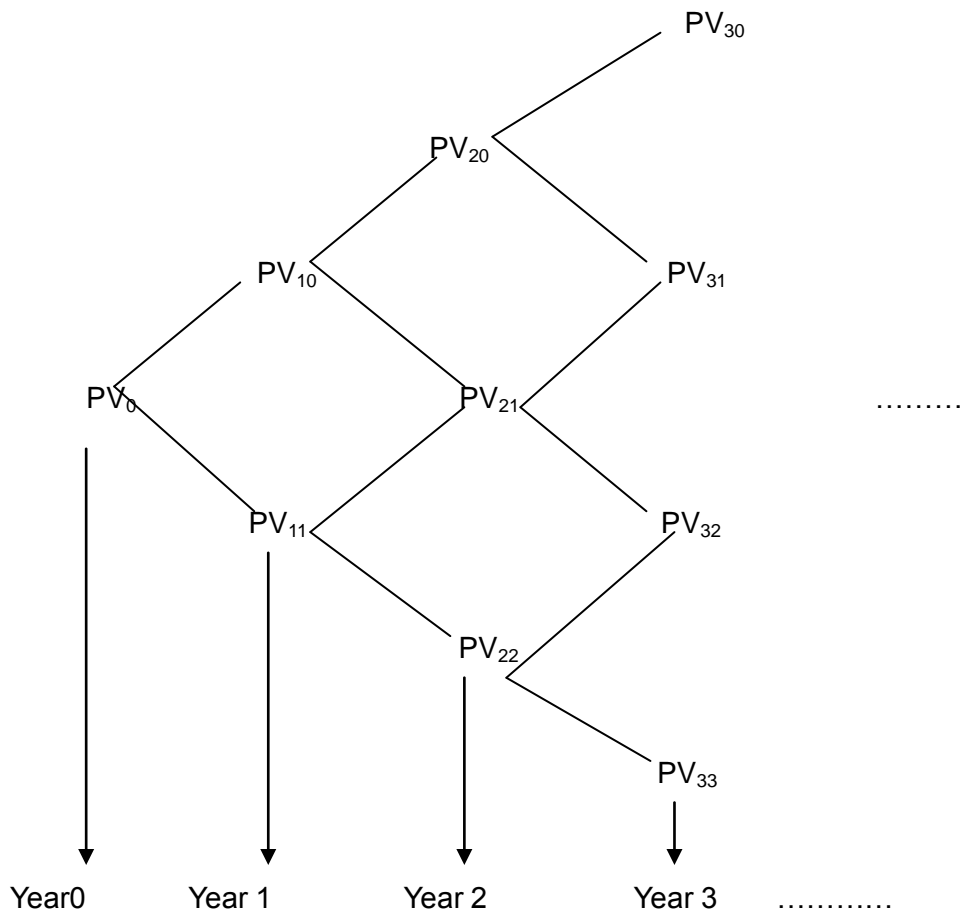 PV₃₀
PV₂₀
PV₁₀ PV₃₁
PV₀ PV₂₁ .........
PV₁₁ PV₃₂
PV₂₂
PV₃₃
Year0 Year 1 Year 2 Year 3 ............